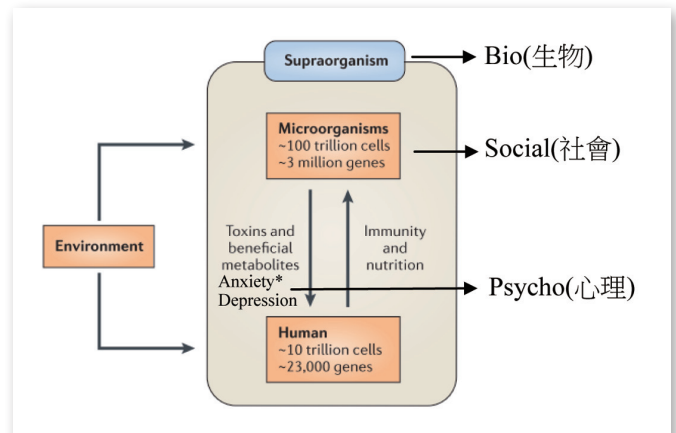 Supraorganism
Bio(生物)
Microorganisms
~100 trillion cells
~3 million genes
Social(社會)
Environment
Toxins and
beneficial
metabolites
Immunity
and
nutrition
Anxiety*
Depression
Psycho(心理)
Human
~10 trillion cells
~23,000 genes